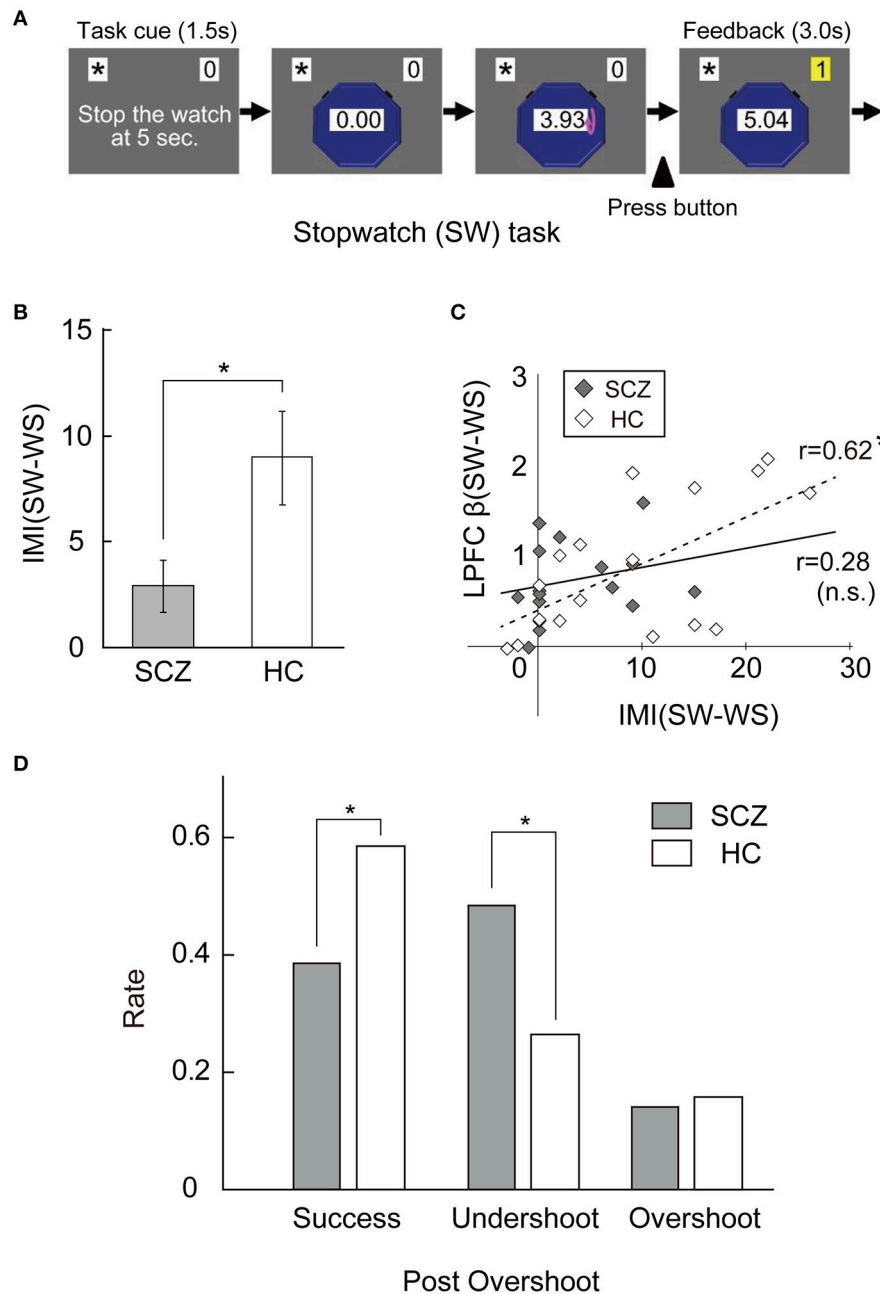 A
Task cue (1.5s)
Feedback (3.0s)
* 0
* 0
* 0
* 1
Stop the watch
at 5 sec.
0.00
3.93
5.04
Press button
Stopwatch (SW) task
B
15
10
5
0
IMI(SW-WS)
*
SCZ HC
C
3
2
1
LPFC β(SW-WS)
SCZ
HC
r=0.62*
r=0.28
(n.s.)
0 10 20 30
IMI(SW-WS)
D
0.6
0.4
0.2
0
Rate
*
*
SCZ
HC
Success Undershoot Overshoot
Post Overshoot